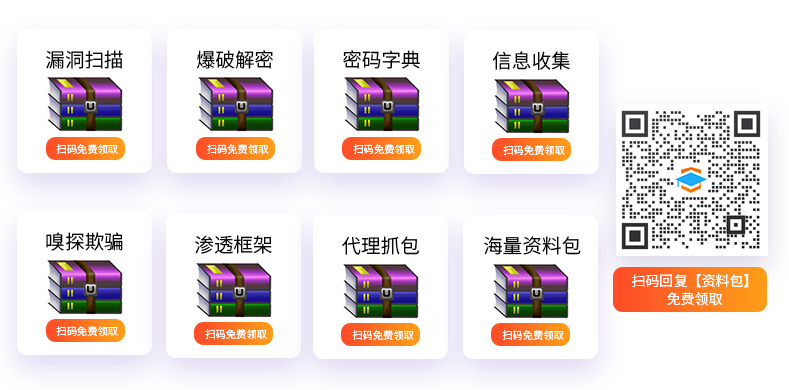 漏洞扫描
扫码免费领取
爆破解密
扫码免费领取
密码字典
扫码免费领取
信息收集
扫码免费领取
嗅探欺骗
扫码免费领取
渗透框架
扫码免费领取
代理抓包
扫码免费领取
海量资料包
扫码免费领取
扫码回复【资料包】
免费领取